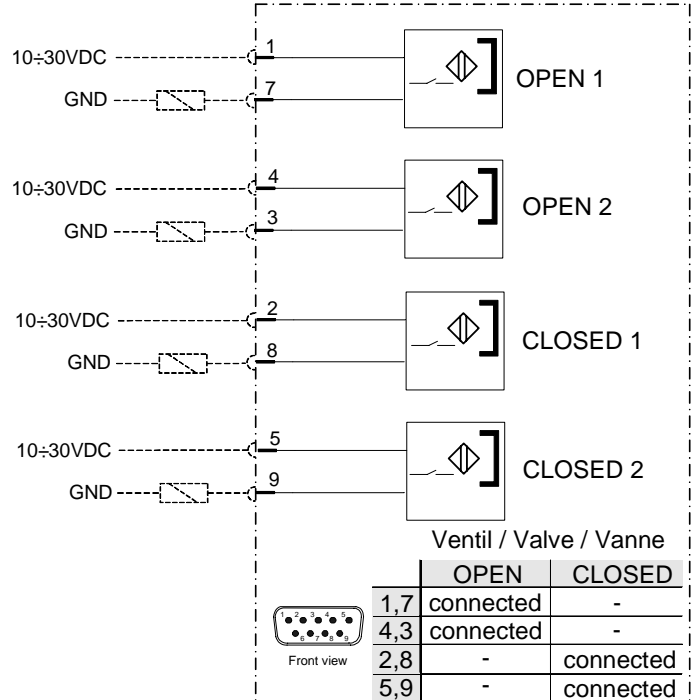 1
10÷30VDC
OPEN 1
7
GND
4
10÷30VDC
OPEN 2
3
GND
2
10÷30VDC
CLOSED 1
8
GND
5
10÷30VDC
CLOSED 2
9
GND
Ventil / Valve / Vanne
OPEN CLOSED
1,7 connected -
4,3 connected -
2,8 - connected
5,9 - connected
1 2 3 4 5
6 7 8 9
Front view